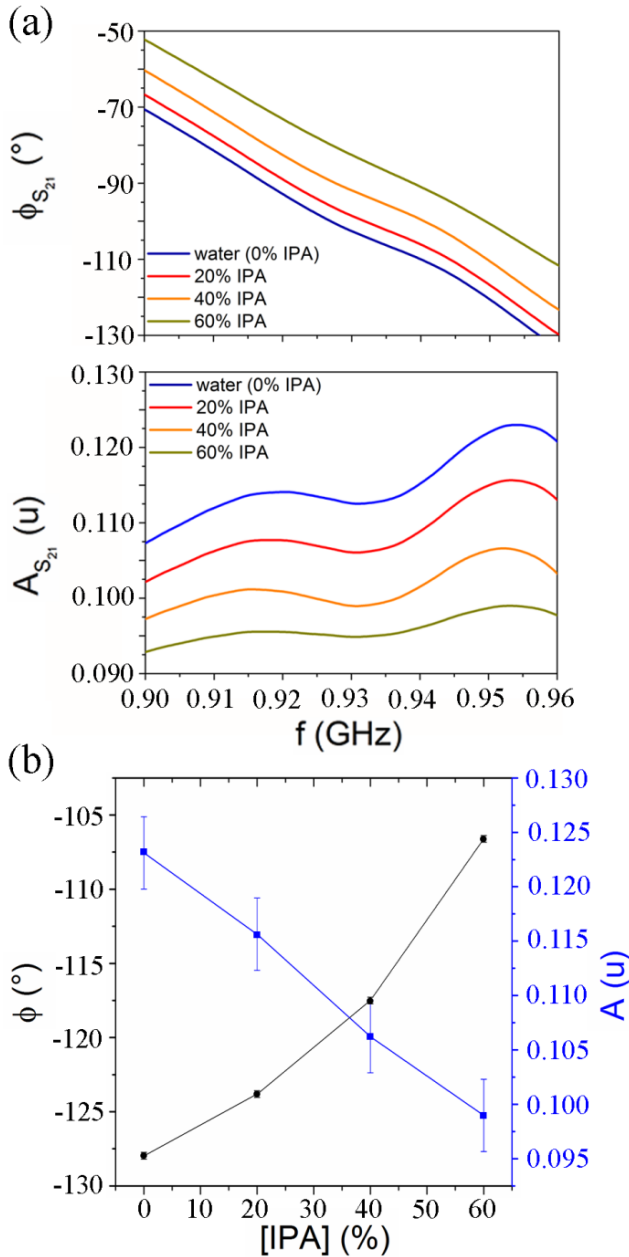 (a)
-50
-70
-90
-110
-130
ϕS21 (°)
water (0% IPA)
20% IPA
40% IPA
60% IPA
0.130
0.120
0.110
0.100
0.090
AS21 (u)
water (0% IPA)
20% IPA
40% IPA
60% IPA
0.90 0.91 0.92 0.93 0.94 0.95 0.96
f (GHz)
(b)
-105
-110
-115
-120
-125
-130
ϕ (°)
0.130
0.125
0.120
0.115
0.110
0.105
0.100
0.095
A (u)
0 10 20 30 40 50 60
[IPA] (%)